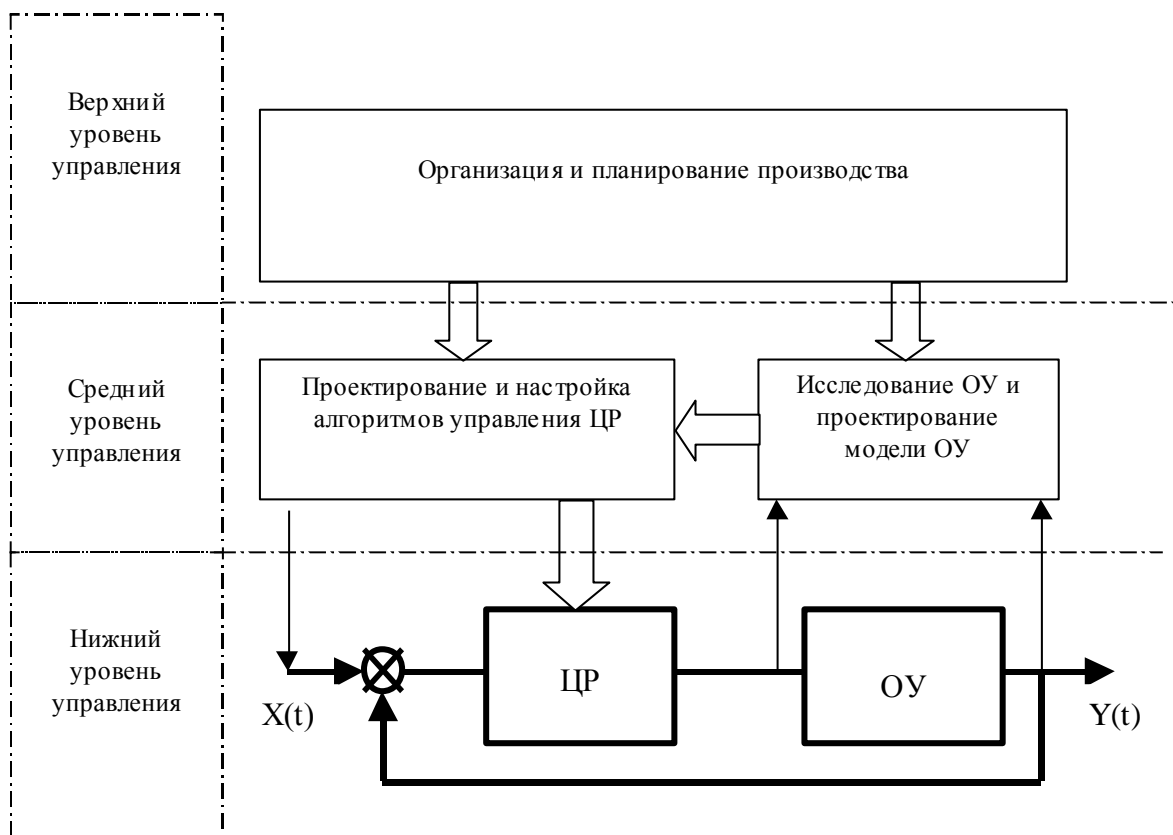 Верхний
уровень
управления
Организация и планирование производства
Средний
уровень
управления
Проектирование и настройка
алгоритмов управления ЦР
Исследование ОУ и
проектирование
модели ОУ
Нижний
уровень
управления
X(t)
ЦР
ОУ
Y(t)